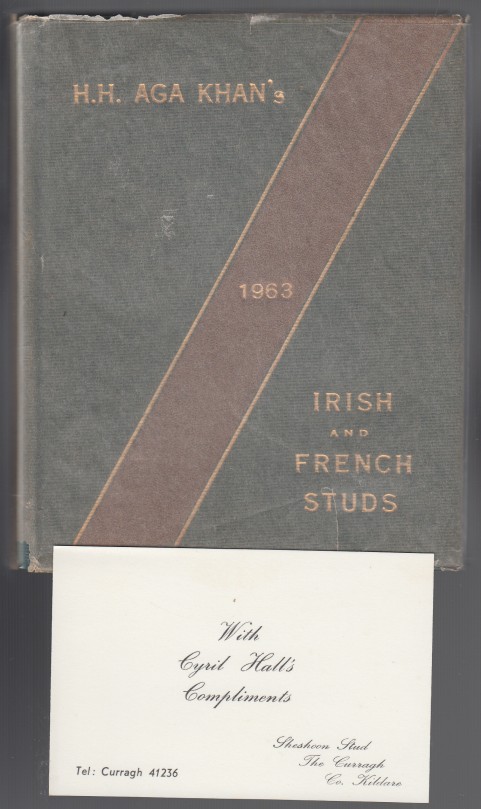 H.H. AGA KHAN's
1963
IRISH
AND
FRENCH
STUDS
With
Cyril Hall's
Compliments
Sheshoon Stud
The Curragh
Co. Kildare
Tel: Curragh 41236